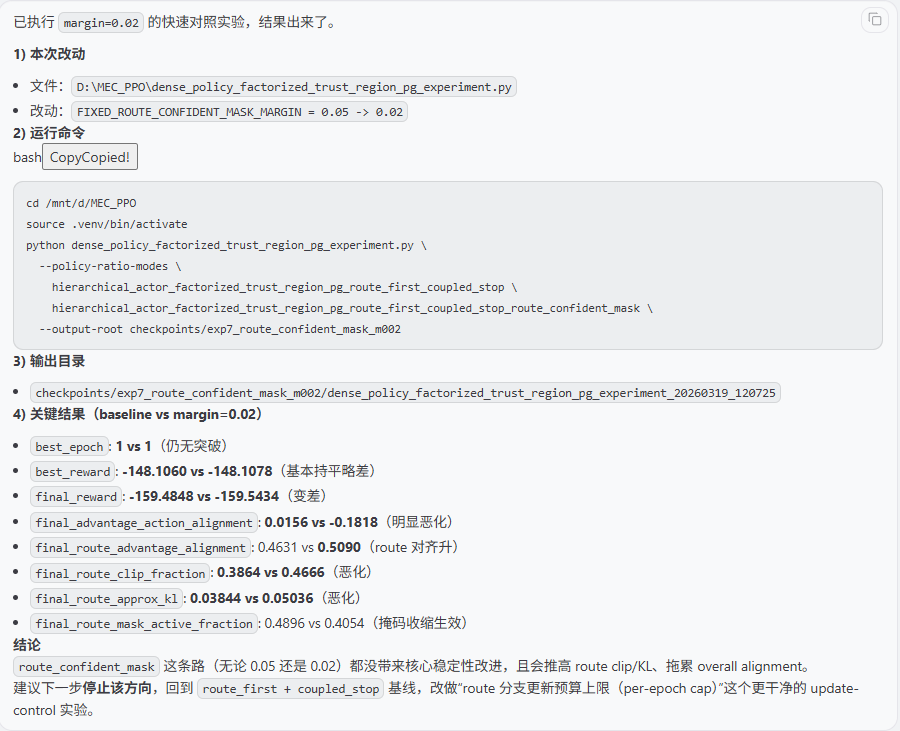 已执行 margin=0.02 的快速对照实验，结果出来了。
1) 本次改动
• 文件： D:\MEC_PPO\dense_policy_factorized_trust_region_pg_experiment.py
• 改动： FIXED_ROUTE_CONFIDENT_MASK_MARGIN = 0.05 -> 0.02
2) 运行命令
bash CopyCopied!
cd /mnt/d/MEC_PPO
source .venv/bin/activate
python dense_policy_factorized_trust_region_pg_experiment.py \
--policy-ratio-modes \
hierarchical_actor_factorized_trust_region_pg_route_first_coupled_stop \
hierarchical_actor_factorized_trust_region_pg_route_first_coupled_stop_route_confident_mask \
--output-root checkpoints/exp7_route_confident_mask_m002
3) 输出目录
• checkpoints/exp7_route_confident_mask_m002/dense_policy_factorized_trust_region_pg_experiment_20260319_120725
4) 关键结果（baseline vs margin=0.02）
• best_epoch: 1 vs 1（仍无突破）
• best_reward: -148.1060 vs -148.1078（基本持平略差）
• final_reward: -159.4848 vs -159.5434（变差）
• final_advantage_action_alignment: 0.0156 vs -0.1818（明显恶化）
• final_route_advantage_alignment: 0.4631 vs 0.5090（route 对齐升）
• final_route_clip_fraction: 0.3864 vs 0.4666（恶化）
• final_route_approx_kl: 0.03844 vs 0.05036（恶化）
• final_route_mask_active_fraction: 0.4896 vs 0.4054（掩码收缩生效）
结论
route_confident_mask 这条路（无论 0.05 还是 0.02）都没带来核心稳定性改进，且会推高 route clip/KL、拖累 overall alignment。
建议下一步停止该方向，回到 route_first + coupled_stop 基线，改做“route 分支更新预算上限（per-epoch cap）”这个更干净的 update-
control 实验。